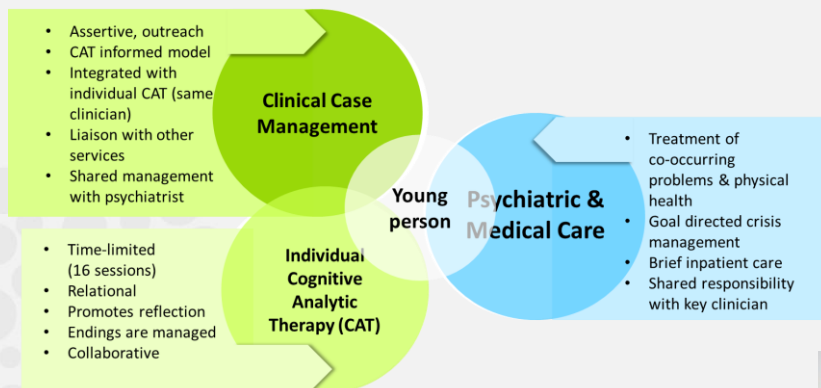 • Assertive, outreach
• CAT informed model
• Integrated with
individual CAT (same
clinician)
• Liaison with other
services
• Shared management
with psychiatrist
Clinical Case
Management
• Time-limited
(16 sessions)
• Relational
• Promotes reflection
• Endings are managed
• Collaborative
Individual
Cognitive
Analytic
Therapy (CAT)
Young
person
Psychiatric &
Medical Care
• Treatment of
co-occurring
problems & physical
health
• Goal directed crisis
management
• Brief inpatient care
• Shared responsibility
with key clinician